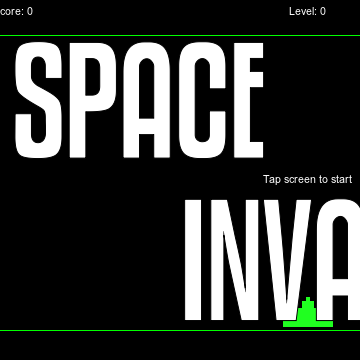 core: 0
Level: 0
SPACE
Tap screen to start
INVA